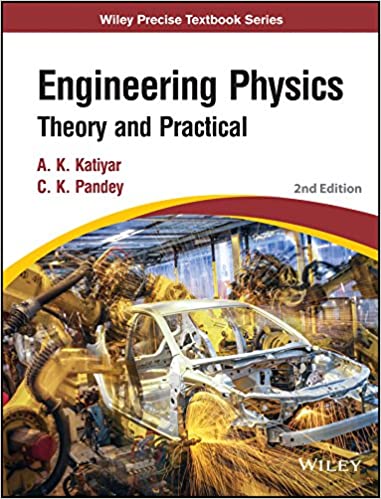 Wiley Precise Textbook Series
Engineering Physics
Theory and Practical
A. K. Katiyar
C. K. Pandey
2nd Edition
WILEY